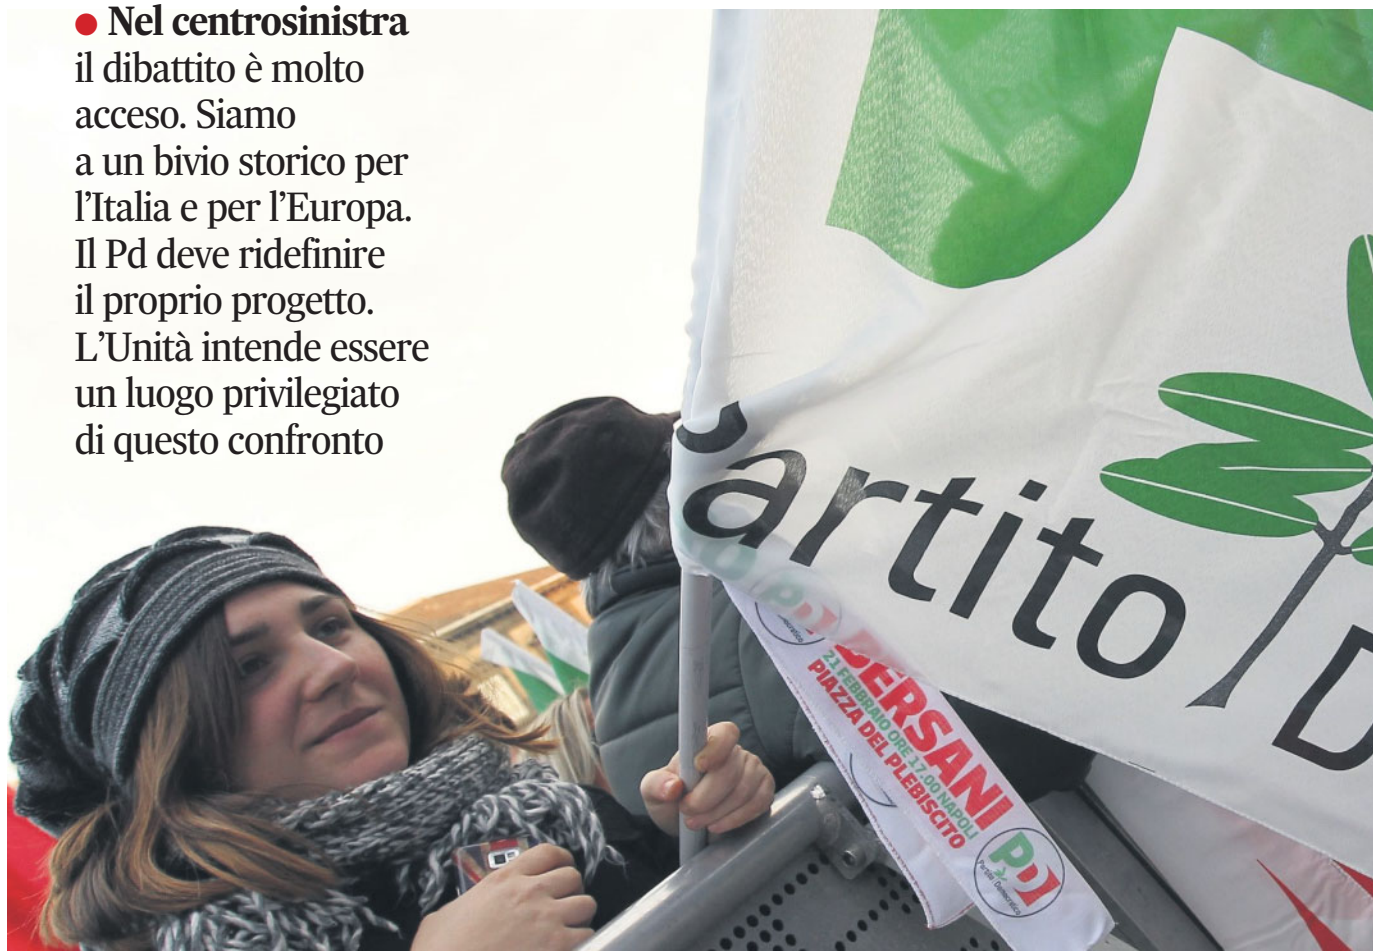 ● Nel centrosinistra
il dibattito è molto
acceso. Siamo
a un bivio storico per
l’Italia e per l’Europa.
Il Pd deve ridefinire
il proprio progetto.
L’Unità intende essere
un luogo privilegiato
di questo confronto
artito D
PD
BERSANI
21 FEBBRAIO ORE 17.00 NAPOLI
PIAZZA DEL PLEBISCITO
PD
Partito Democratico